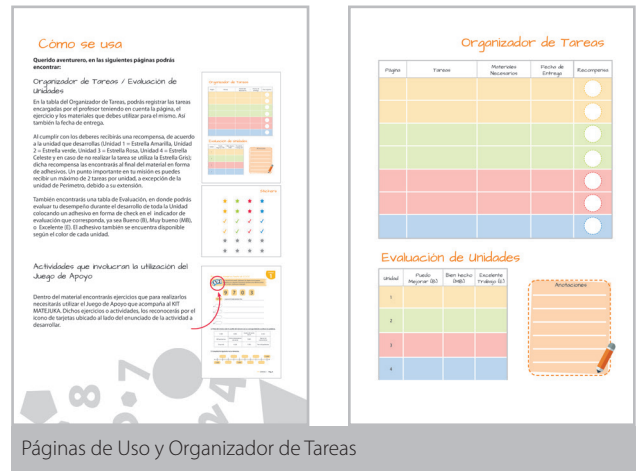 Cómo se usa
Querido aventurero, en las siguientes páginas podrás
encontrar:
Organizador de Tareas / Evaluación de
Unidades
En la tabla del Organizador de Tareas, podrás registrar las tareas
encargadas por el profesor teniendo en cuenta la página, el
ejercicio y los materiales que debes utilizar para el mismo. Así
también la fecha de entrega.
Al cumplir con los deberes recibirás una recompensa, de acuerdo
a la unidad que desarrollas (Unidad 1 = Estrella Amarilla, Unidad
2 = Estrella verde, Unidad 3 = Estrella Rosa, Unidad 4 = Estrella
Celeste y en caso de no realizar la tarea se utiliza la Estrella Gris);
dicha recompensa las encontrarás al final del material en forma
de adhesivos. Un punto importante en tu misión es puedes
recibir un máximo de 2 tareas por unidad, a excepción de la
unidad de Perímetro, debido a su extensión.
También encontrarás una tabla de Evaluación, en donde podrás
evaluar tu desempeño durante el desarrollo de toda la Unidad
colocando un adhesivo en forma de check en el indicador de
evaluación que corresponda, ya sea Bueno (B), Muy bueno (MB),
o Excelente (E). El adhesivo también se encuentra disponible
según el color de cada unidad.
Actividades que involucran la utilización del
Juego de Apoyo
Dentro del material encontrarás ejercicios que para realizarlos
necesitarás utilizar el Juego de Apoyo que acompaña al KIT
MATEJUKA. Dichos ejercicios o actividades, los reconocerás por el
ícono de tarjetas ubicado al lado del enunciado de la actividad a
desarrollar.
Organizador de Tareas
Evaluación de Unidades
9 7 0 2
Organizador de Tareas
Página Tareas Materiales Necesarios Fecha de Entrega Recompensa
Evaluación de Unidades
Unidad Puedo Mejorar (B) Bien hecho (MB) Excelente Trabajo (E)
1
2
3
4
Anotaciones
Páginas de Uso y Organizador de Tareas